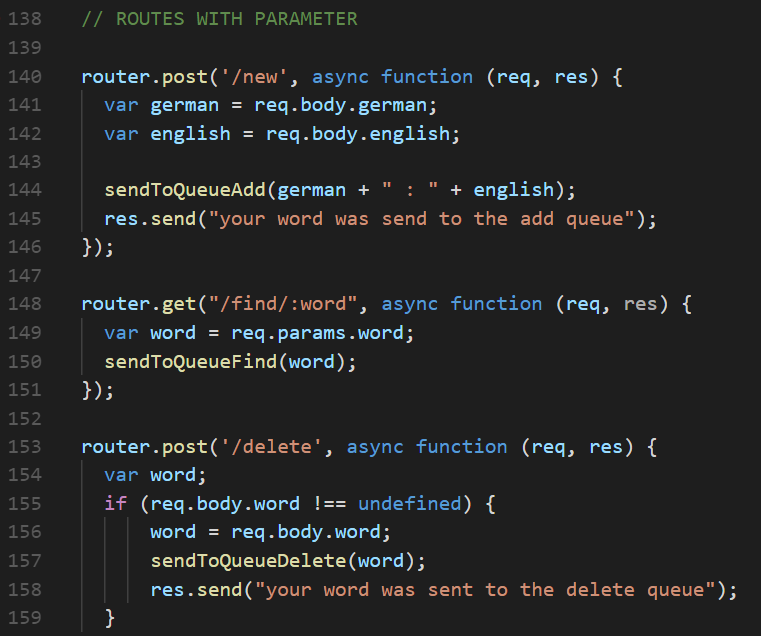 138 // ROUTES WITH PARAMETER
139
140 router.post('/new', async function (req, res) {
141   var german = req.body.german;
142   var english = req.body.english;
143
144   sendToQueueAdd(german + " : " + english);
145   res.send("your word was send to the add queue");
146 });
147
148 router.get("/find/:word", async function (req, res) {
149   var word = req.params.word;
150   sendToQueueFind(word);
151 });
152
153 router.post('/delete', async function (req, res) {
154   var word;
155   if (req.body.word !== undefined) {
156       word = req.body.word;
157       sendToQueueDelete(word);
158       res.send("your word was sent to the delete queue");
159   }